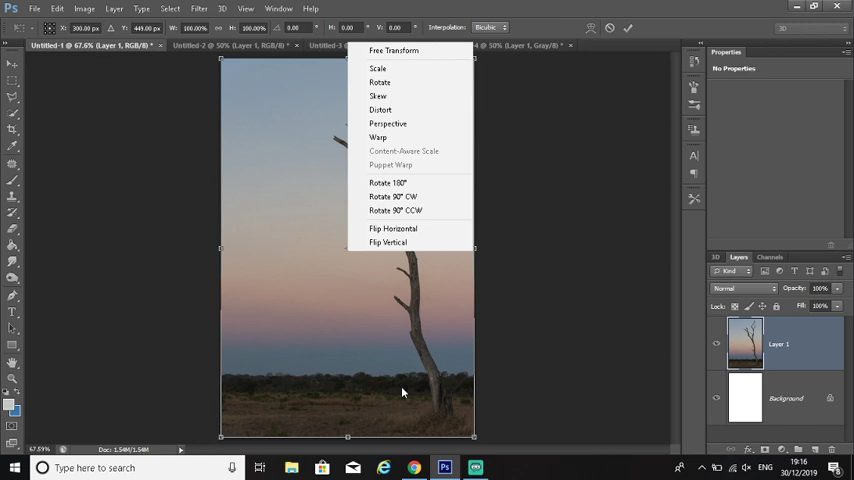 File Edit Image Layer Type Select Filter 3D View Window Help
X: 300.00 px Y: 449.00 px W: 100.00% H: 100.00% 0.00 ° H: 0.00 ° V: 0.00 ° Interpolation: Bicubic 3D
Untitled-1 @ 67.6% (Layer 1, RGB/8) * × Untitled-2 @ 50% (Layer 1, RGB/8) * × Untitled-3 @ 50% (Layer 1, Gray/8) * ×
Free Transform
Scale
Rotate
Skew
Distort
Perspective
Warp
Content-Aware Scale
Puppet Warp
Rotate 180°
Rotate 90° CW
Rotate 90° CCW
Flip Horizontal
Flip Vertical
Properties
No Properties
3D Layers Channels
Kind
Normal Opacity: 100%
Lock: Fill: 100%
Layer 1
Background
67.59% Doc: 1.54M/1.54M
Type here to search
ENG 19:16
30/12/2019